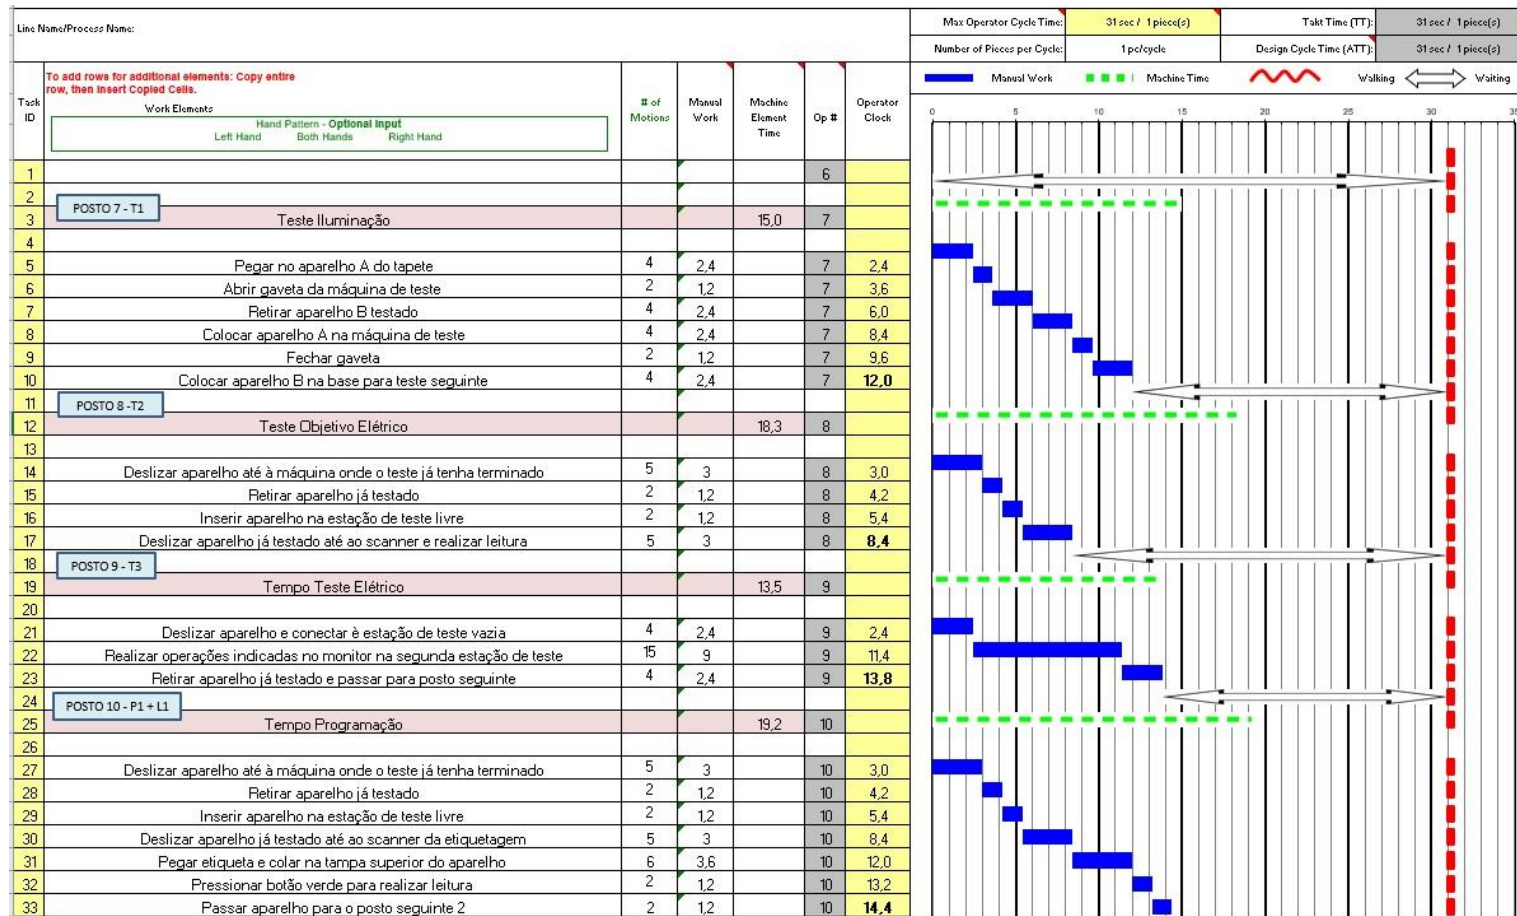 Line Name/Process Name:
Max Operator Cycle Time: 31 sec / 1 piece(s) Takt Time (TT): 31 sec / 1 piece(s)
Number of Pieces per Cycle: 1 pc/cycle Design Cycle Time (ATT): 31 sec / 1 piece(s)
Manual Work Machine Time Walking Waiting
To add rows for additional elements: Copy entire
row, then Insert Copied Cells.
Task ID Work Elements # of Motions Manual Work Machine Element Time Op # Operator Clock
Hand Pattern - Optional Input
Left Hand Both Hands Right Hand
0 5 10 15 20 25 30 35
1 6
2
POSTO 7 - T1
3 Teste Iluminação 15,0 7
4
5 Pegar no aparelho A do tapete 4 2,4 7 2,4
6 Abrir gaveta da máquina de teste 2 1,2 7 3,6
7 Retirar aparelho B testado 4 2,4 7 6,0
8 Colocar aparelho A na máquina de teste 4 2,4 7 8,4
9 Fechar gaveta 2 1,2 7 9,6
10 Colocar aparelho B na base para teste seguinte 4 2,4 7 12,0
11
POSTO 8 -T2
12 Teste Objetivo Elétrico 18,3 8
13
14 Deslizar aparelho até à máquina onde o teste já tenha terminado 5 3 8 3,0
15 Retirar aparelho já testado 2 1,2 8 4,2
16 Inserir aparelho na estação de teste livre 2 1,2 8 5,4
17 Deslizar aparelho já testado até ao scanner e realizar leitura 5 3 8 8,4
18
POSTO 9 - T3
19 Tempo Teste Elétrico 13,5 9
20
21 Deslizar aparelho e conectar è estação de teste vazia 4 2,4 9 2,4
22 Realizar operações indicadas no monitor na segunda estação de teste 15 9 9 11,4
23 Retirar aparelho já testado e passar para posto seguinte 4 2,4 9 13,8
24
POSTO 10 - P1 + L1
25 Tempo Programação 19,2 10
26
27 Deslizar aparelho até à máquina onde o teste já tenha terminado 5 3 10 3,0
28 Retirar aparelho já testado 2 1,2 10 4,2
29 Inserir aparelho na estação de teste livre 2 1,2 10 5,4
30 Deslizar aparelho já testado até ao scanner da etiquetagem 5 3 10 8,4
31 Pegar etiqueta e colar na tampa superior do aparelho 6 3,6 10 12,0
32 Pressionar botão verde para realizar leitura 2 1,2 10 13,2
33 Passar aparelho para o posto seguinte 2 2 1,2 10 14,4